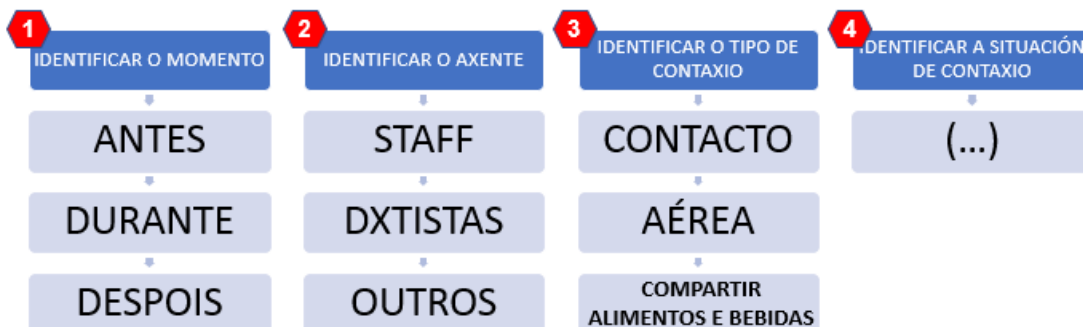 1
IDENTIFICAR O MOMENTO
ANTES
DURANTE
DESPOIS
2
IDENTIFICAR O AXENTE
STAFF
DXTISTAS
OUTROS
3
IDENTIFICAR O TIPO DE
CONTAXIO
CONTACTO
AÉREA
COMPARTIR
ALIMENTOS E BEBIDAS
4
IDENTIFICAR A SITUACIÓN
DE CONTAXIO
(...)